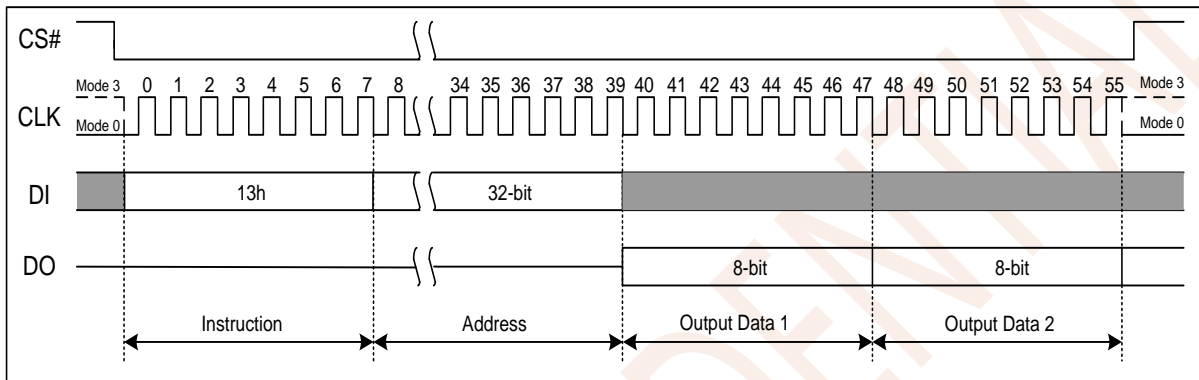 CS#
Mode 3 0 1 2 3 4 5 6 7 8 34 35 36 37 38 39 40 41 42 43 44 45 46 47 48 49 50 51 52 53 54 55 Mode 3
CLK
Mode 0 Mode 0
DI 13h 32-bit
DO 8-bit 8-bit
Instruction Address Output Data 1 Output Data 2